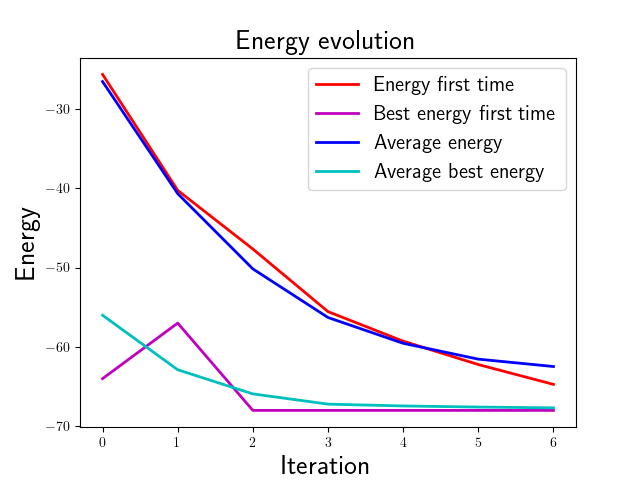 Energy evolution
Energy first time
Best energy first time
Average energy
Average best energy
Energy
−30
−40
−50
−60
−70
0 1 2 3 4 5 6
Iteration